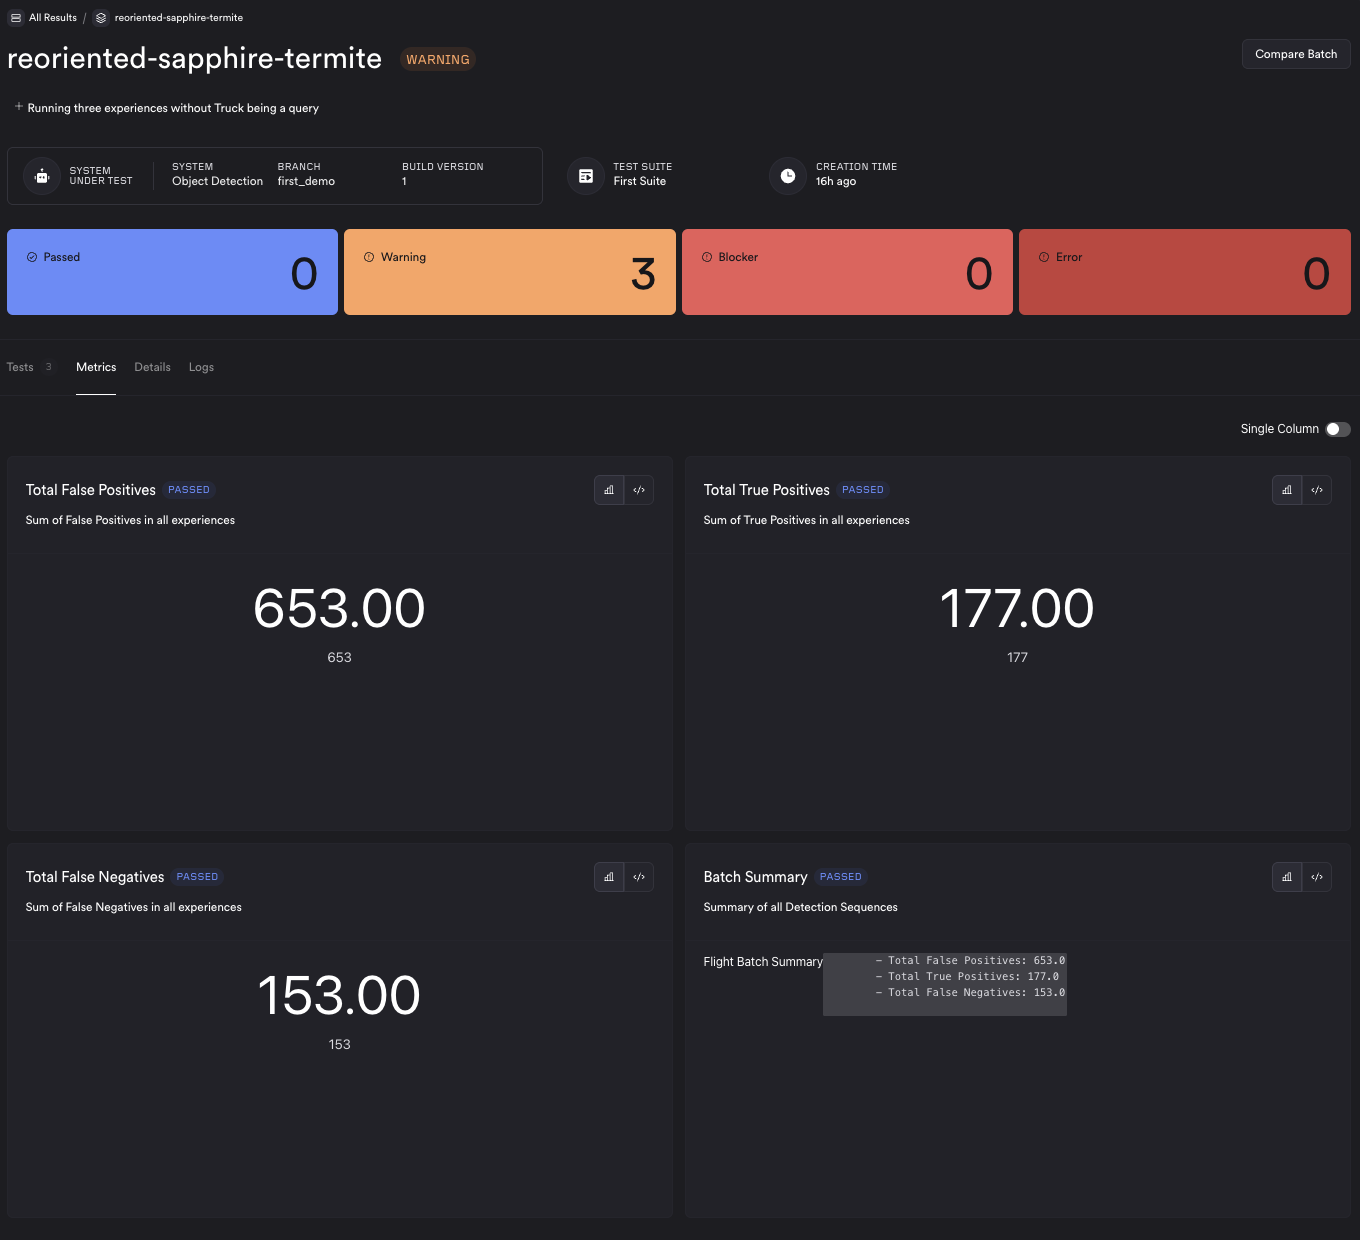 All Results / reoriented-sapphire-termite
reoriented-sapphire-termite WARNING
Compare Batch
+ Running three experiences without Truck being a query
SYSTEM UNDER TEST
SYSTEM
Object Detection
BRANCH
first_demo
BUILD VERSION
1
TEST SUITE
First Suite
CREATION TIME
16h ago
Passed 0
Warning 3
Blocker 0
Error 0
Tests 3 Metrics Details Logs
Single Column
Total False Positives PASSED
Sum of False Positives in all experiences
653.00
653
Total True Positives PASSED
Sum of True Positives in all experiences
177.00
177
Total False Negatives PASSED
Sum of False Negatives in all experiences
153.00
153
Batch Summary PASSED
Summary of all Detection Sequences
Flight Batch Summary
- Total False Positives: 653.0
- Total True Positives: 177.0
- Total False Negatives: 153.0